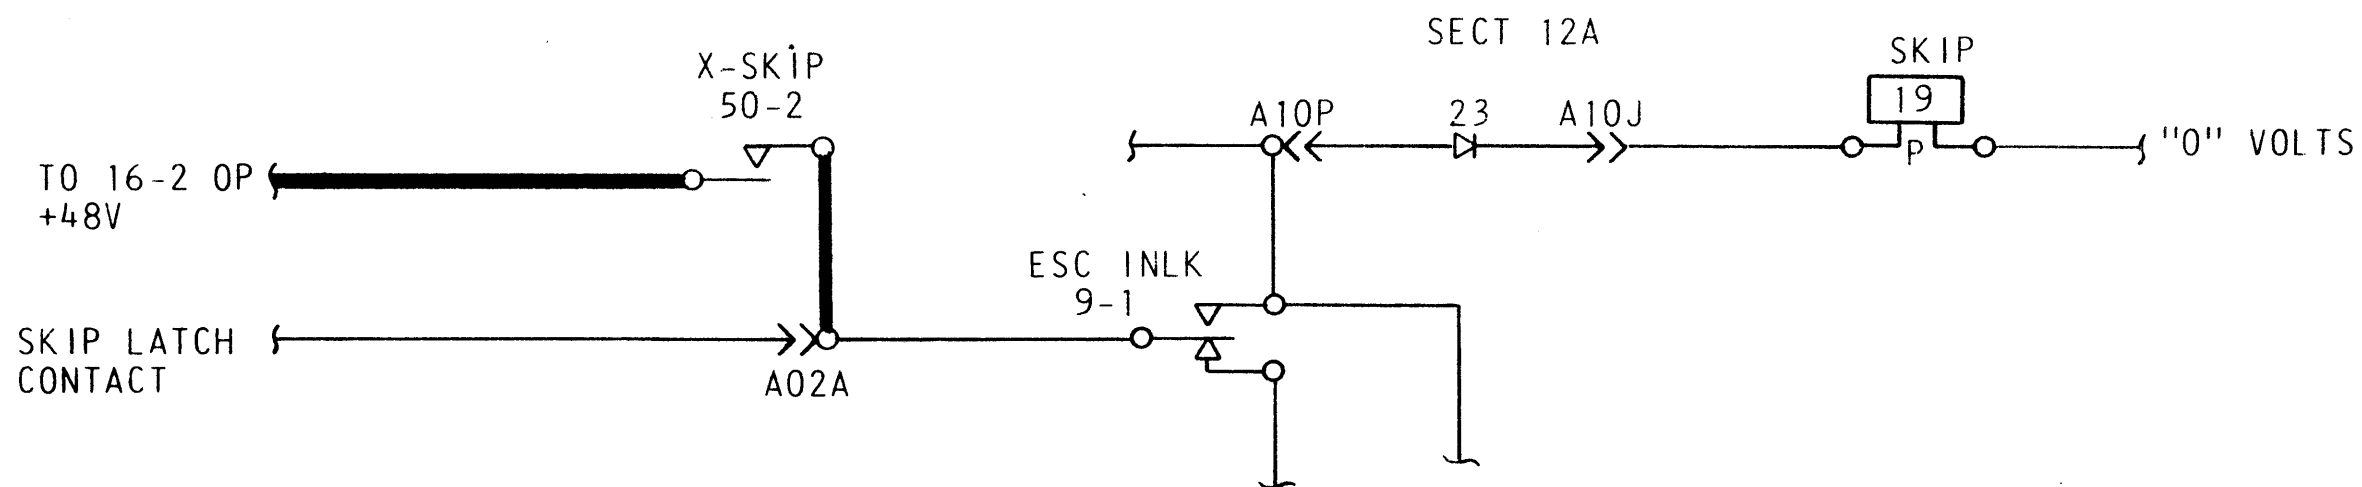 SECT 12A
SKIP
19
P
X-SKIP
50-2
A10P
23
A10J
"0" VOLTS
TO 16-2 OP
+48V
ESC INLK
9-1
SKIP LATCH
CONTACT
A02A